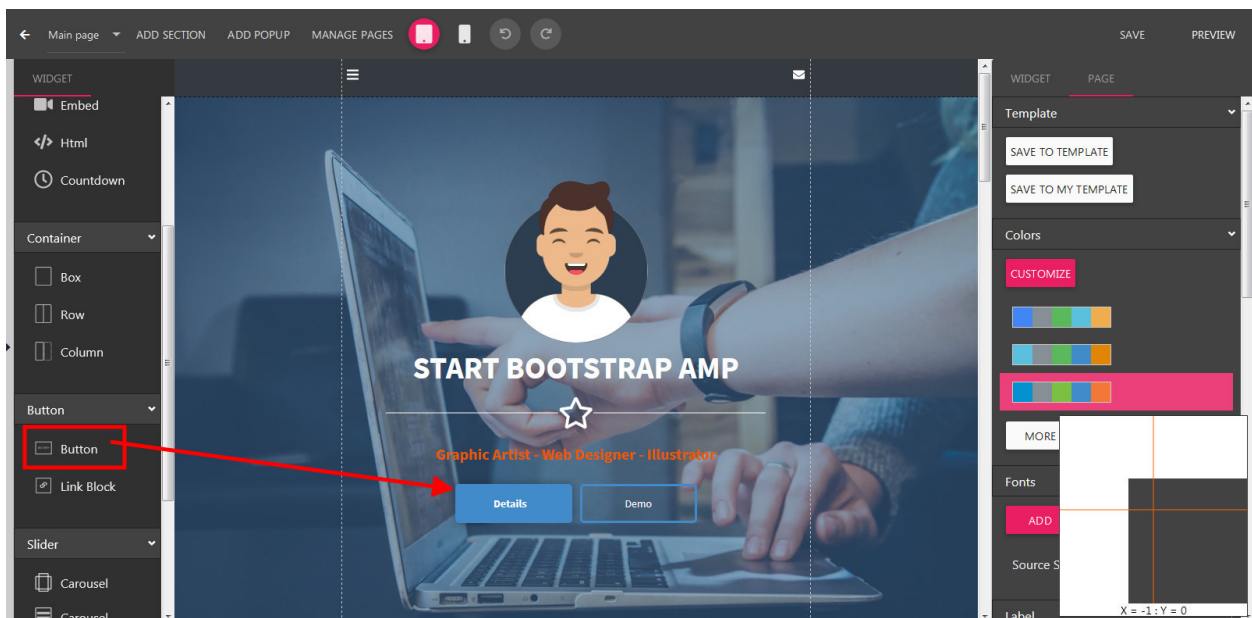 Main page ADD SECTION ADD POPUP MANAGE PAGES SAVE PREVIEW
WIDGET
Embed
</> Html
Countdown
Container
Box
Row
Column
Button
Button
Link Block
Slider
Carousel
Carousel
START BOOTSTRAP AMP
Graphic Artist - Web Designer - Illustrator
Details Demo
WIDGET PAGE
Template
SAVE TO TEMPLATE
SAVE TO MY TEMPLATE
Colors
CUSTOMIZE
MORE
Fonts
ADD
Source S
Label
X = -1 : Y = 0